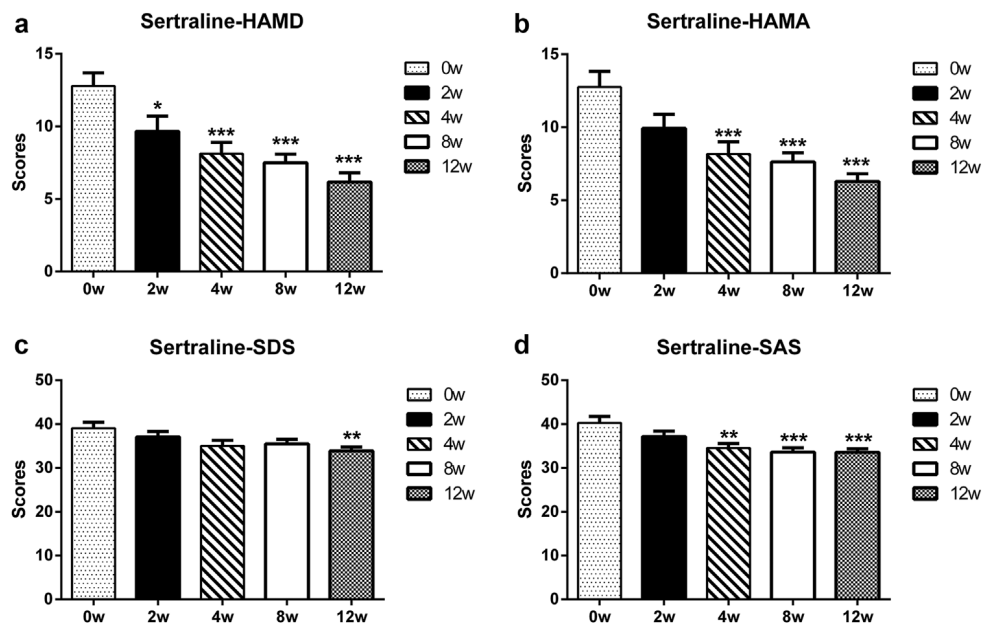 a
Sertraline-HAMD
Scores
15
10
5
0
*
***
***
***
0w
2w
4w
8w
12w
0w
2w
4w
8w
12w
b
Sertraline-HAMA
Scores
15
10
5
0
***
***
***
0w
2w
4w
8w
12w
0w
2w
4w
8w
12w
c
Sertraline-SDS
Scores
50
40
30
20
10
0
**
0w
2w
4w
8w
12w
0w
2w
4w
8w
12w
d
Sertraline-SAS
Scores
50
40
30
20
10
0
**
***
***
0w
2w
4w
8w
12w
0w
2w
4w
8w
12w